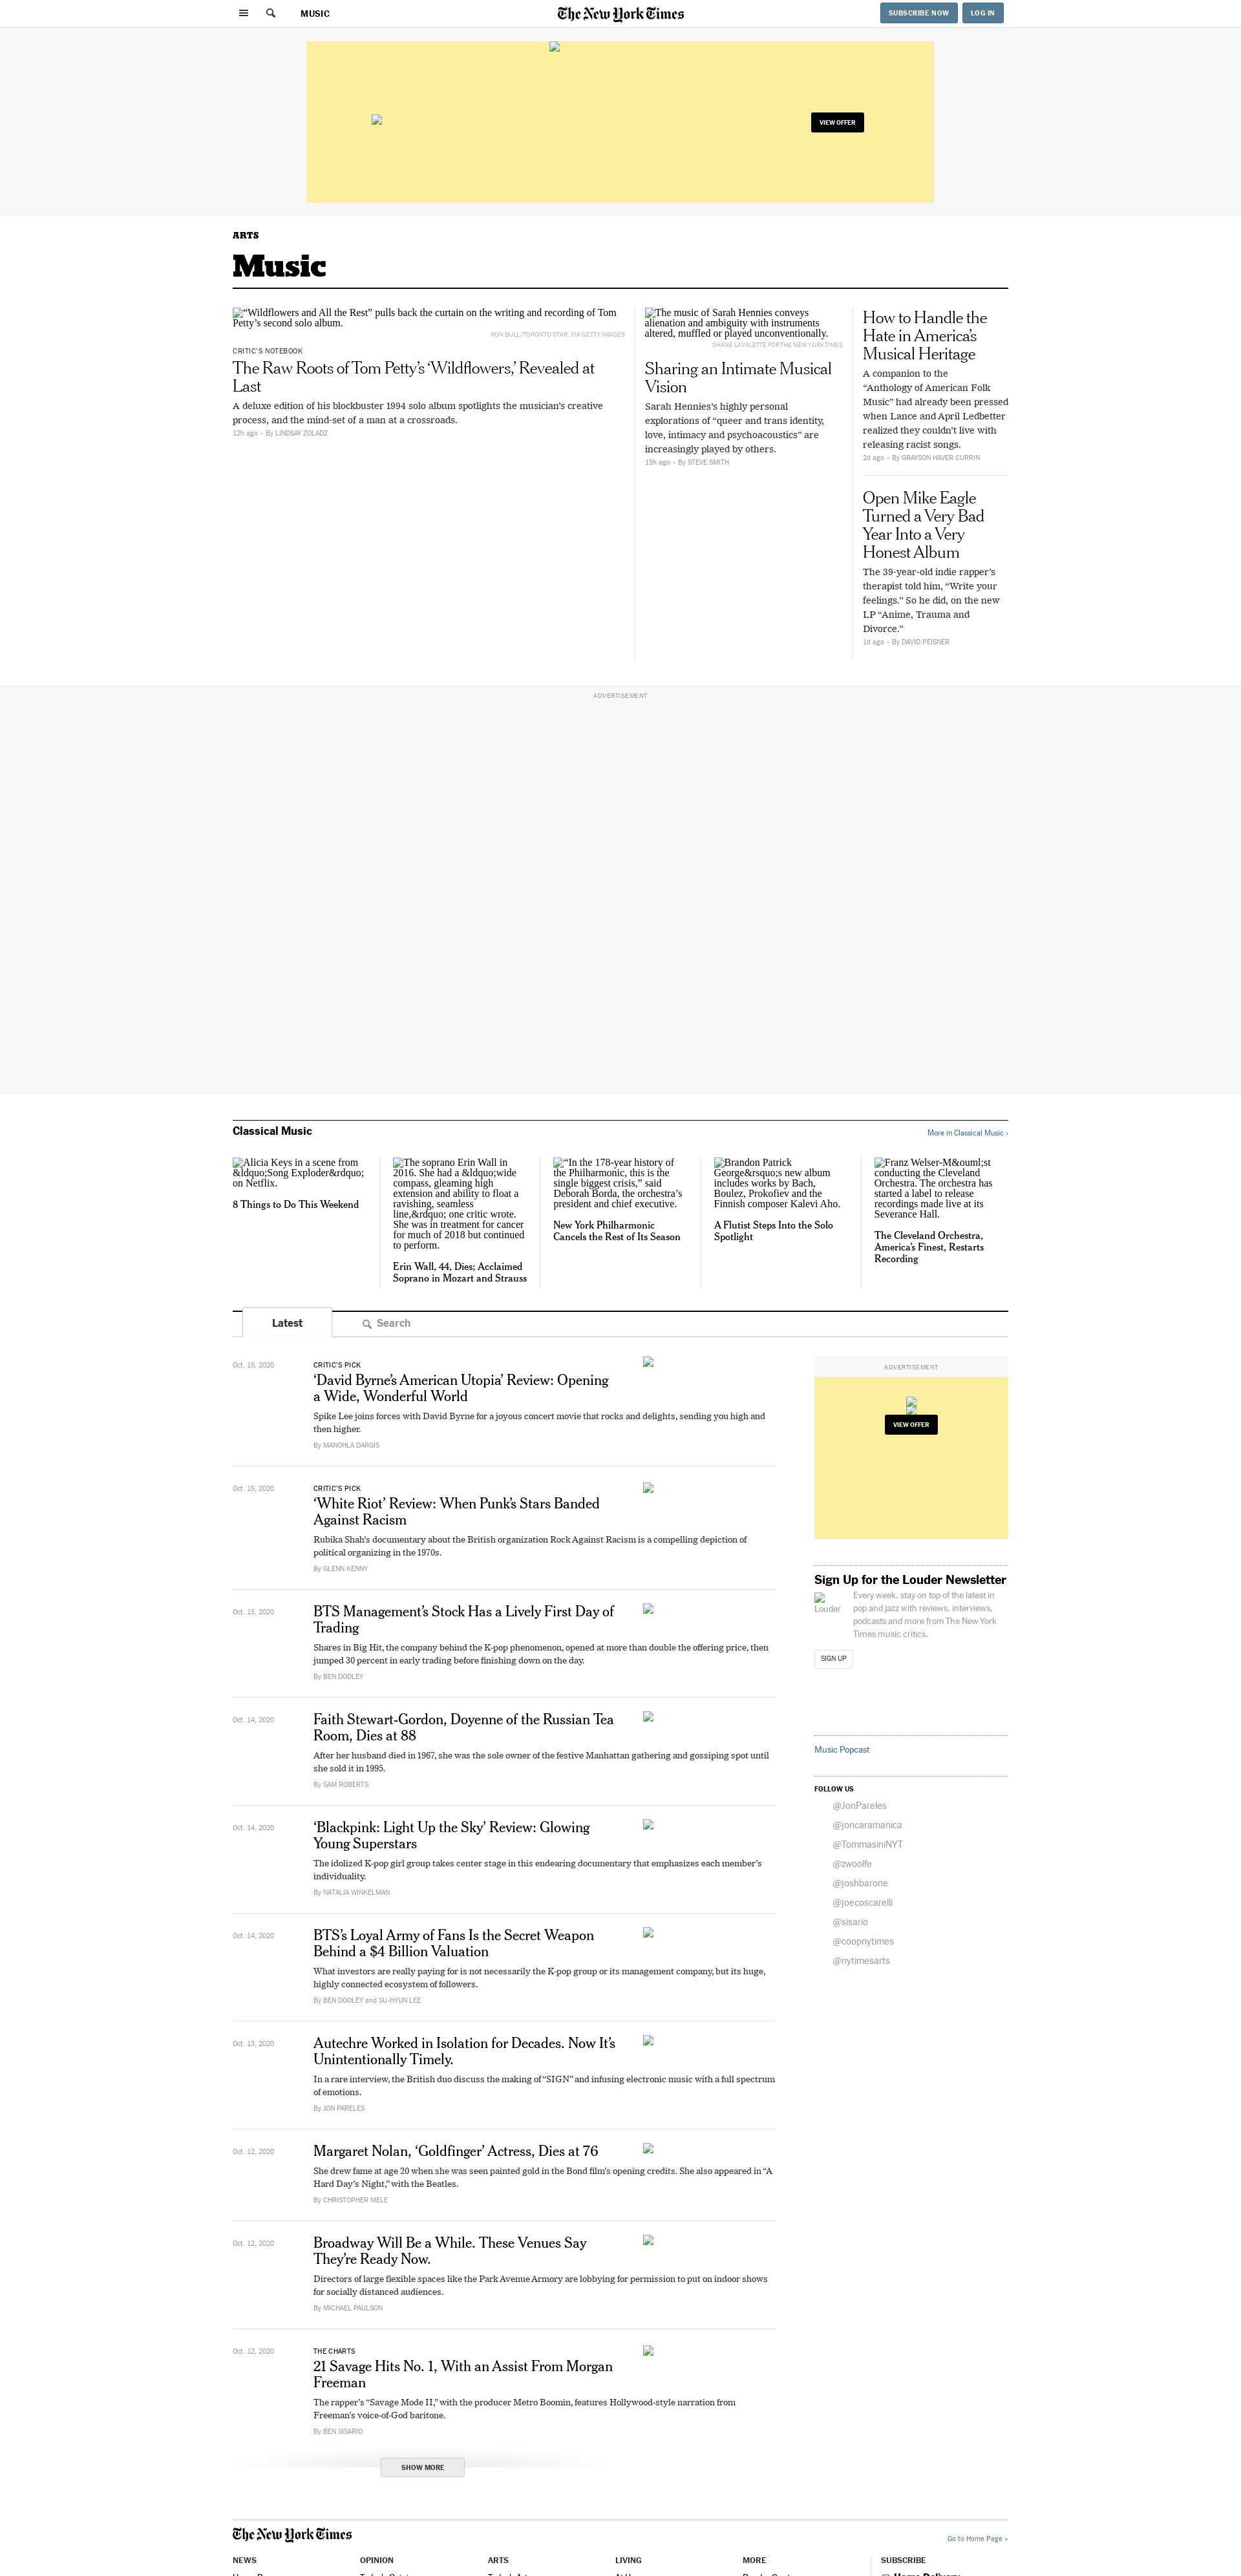 MUSIC
The New York Times
SUBSCRIBE NOW
LOG IN
VIEW OFFER
ARTS
Music
“Wildflowers and All the Rest” pulls back the curtain on the writing and recording of Tom
Petty’s second solo album.
RON BULL/TORONTO STAR, VIA GETTY IMAGES
CRITIC’S NOTEBOOK
The Raw Roots of Tom Petty’s ‘Wildflowers,’ Revealed at
Last
A deluxe edition of his blockbuster 1994 solo album spotlights the musician’s creative
process, and the mind-set of a man at a crossroads.
12h ago • By LINDSAY ZOLADZ
The music of Sarah Hennies conveys
alienation and ambiguity with instruments
altered, muffled or played unconventionally.
SHANE LAVALETTE FOR THE NEW YORK TIMES
Sharing an Intimate Musical
Vision
Sarah Hennies’s highly personal
explorations of “queer and trans identity,
love, intimacy and psychoacoustics” are
increasingly played by others.
15h ago • By STEVE SMITH
How to Handle the
Hate in America’s
Musical Heritage
A companion to the
“Anthology of American Folk
Music” had already been pressed
when Lance and April Ledbetter
realized they couldn’t live with
releasing racist songs.
2d ago • By GRAYSON HAVER CURRIN
Open Mike Eagle
Turned a Very Bad
Year Into a Very
Honest Album
The 39-year-old indie rapper’s
therapist told him, “Write your
feelings.” So he did, on the new
LP “Anime, Trauma and
Divorce.”
1d ago • By DAVID PEISNER
ADVERTISEMENT
Classical Music
More in Classical Music ›
Alicia Keys in a scene from
&ldquo;Song Exploder&rdquo;
on Netflix.
8 Things to Do This Weekend
The soprano Erin Wall in
2016. She had a &ldquo;wide
compass, gleaming high
extension and ability to float a
ravishing, seamless
line,&rdquo; one critic wrote.
She was in treatment for cancer
for much of 2018 but continued
to perform.
Erin Wall, 44, Dies; Acclaimed
Soprano in Mozart and Strauss
“In the 178-year history of
the Philharmonic, this is the
single biggest crisis,” said
Deborah Borda, the orchestra’s
president and chief executive.
New York Philharmonic
Cancels the Rest of Its Season
Brandon Patrick
George&rsquo;s new album
includes works by Bach,
Boulez, Prokofiev and the
Finnish composer Kalevi Aho.
A Flutist Steps Into the Solo
Spotlight
Franz Welser-M&ouml;st
conducting the Cleveland
Orchestra. The orchestra has
started a label to release
recordings made live at its
Severance Hall.
The Cleveland Orchestra,
America’s Finest, Restarts
Recording
Latest
Search
Oct. 15, 2020
CRITIC’S PICK
‘David Byrne’s American Utopia’ Review: Opening
a Wide, Wonderful World
Spike Lee joins forces with David Byrne for a joyous concert movie that rocks and delights, sending you high and
then higher.
By MANOHLA DARGIS
Oct. 15, 2020
CRITIC’S PICK
‘White Riot’ Review: When Punk’s Stars Banded
Against Racism
Rubika Shah’s documentary about the British organization Rock Against Racism is a compelling depiction of
political organizing in the 1970s.
By GLENN KENNY
Oct. 15, 2020
BTS Management’s Stock Has a Lively First Day of
Trading
Shares in Big Hit, the company behind the K-pop phenomenon, opened at more than double the offering price, then
jumped 30 percent in early trading before finishing down on the day.
By BEN DOOLEY
Oct. 14, 2020
Faith Stewart-Gordon, Doyenne of the Russian Tea
Room, Dies at 88
After her husband died in 1967, she was the sole owner of the festive Manhattan gathering and gossiping spot until
she sold it in 1995.
By SAM ROBERTS
Oct. 14, 2020
‘Blackpink: Light Up the Sky’ Review: Glowing
Young Superstars
The idolized K-pop girl group takes center stage in this endearing documentary that emphasizes each member’s
individuality.
By NATALIA WINKELMAN
Oct. 14, 2020
BTS’s Loyal Army of Fans Is the Secret Weapon
Behind a $4 Billion Valuation
What investors are really paying for is not necessarily the K-pop group or its management company, but its huge,
highly connected ecosystem of followers.
By BEN DOOLEY and SU-HYUN LEE
Oct. 13, 2020
Autechre Worked in Isolation for Decades. Now It’s
Unintentionally Timely.
In a rare interview, the British duo discuss the making of “SIGN” and infusing electronic music with a full spectrum
of emotions.
By JON PARELES
Oct. 12, 2020
Margaret Nolan, ‘Goldfinger’ Actress, Dies at 76
She drew fame at age 20 when she was seen painted gold in the Bond film’s opening credits. She also appeared in “A
Hard Day’s Night,” with the Beatles.
By CHRISTOPHER MELE
Oct. 12, 2020
Broadway Will Be a While. These Venues Say
They’re Ready Now.
Directors of large flexible spaces like the Park Avenue Armory are lobbying for permission to put on indoor shows
for socially distanced audiences.
By MICHAEL PAULSON
Oct. 12, 2020
THE CHARTS
21 Savage Hits No. 1, With an Assist From Morgan
Freeman
The rapper’s “Savage Mode II,” with the producer Metro Boomin, features Hollywood-style narration from
Freeman’s voice-of-God baritone.
By BEN SISARIO
SHOW MORE
ADVERTISEMENT
VIEW OFFER
Sign Up for the Louder Newsletter
Louder
Every week, stay on top of the latest in
pop and jazz with reviews, interviews,
podcasts and more from The New York
Times music critics.
SIGN UP
Music Popcast
FOLLOW US
@JonPareles
@joncaramanica
@TommasiniNYT
@zwoolfe
@joshbarone
@joecoscarelli
@sisario
@coopnytimes
@nytimesarts
The New York Times
Go to Home Page »
NEWS
OPINION
ARTS
LIVING
MORE
SUBSCRIBE